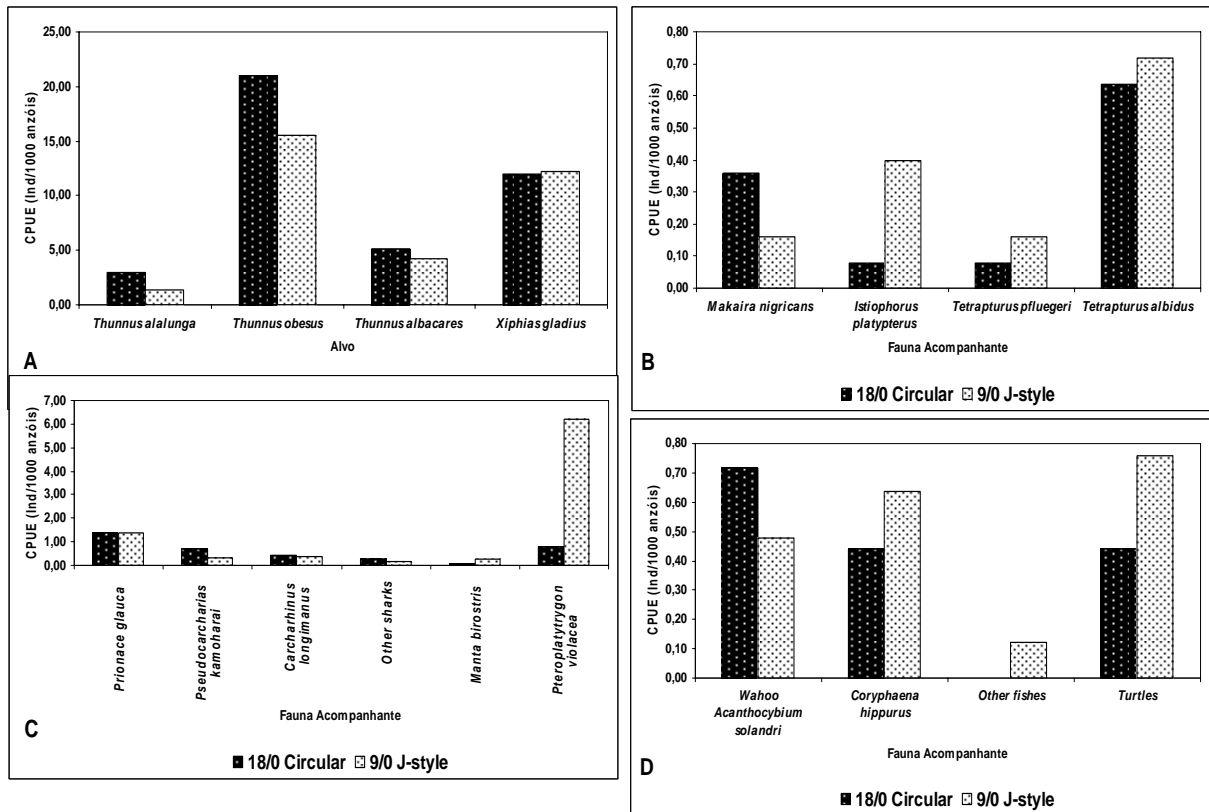 25,00
20,00
15,00
10,00
5,00
0,00
CPUE (Ind/1000 anzóis)
Thunnus alalunga
Thunnus obesus
Thunnus albacares
Xiphias gladius
Alvo
A
0,80
0,70
0,60
0,50
0,40
0,30
0,20
0,10
0,00
CPUE (Ind/1000 anzóis)
Makaira nigricans
Istiophorus
platypterus
Tetrapturus pfluegeri
Tetrapturus albidus
Fauna Acompanhante
B
18/0 Circular
9/0 J-style
7,00
6,00
5,00
4,00
3,00
2,00
1,00
0,00
CPUE (Ind/1000 anzóis)
Prionace glauca
Pseudocarcharias
kamoharai
Carcharhinus
longimanus
Other sharks
Manta birostris
Pteroplatytrygon
violacea
Fauna Acompanhante
C
18/0 Circular
9/0 J-style
0,80
0,70
0,60
0,50
0,40
0,30
0,20
0,10
0,00
CPUE (Ind/1000 anzóis)
Wahoo
Acanthocybium
solandri
Coryphaena
hippurus
Other fishes
Turtles
Fauna Acompanhante
D
18/0 Circular
9/0 J-style